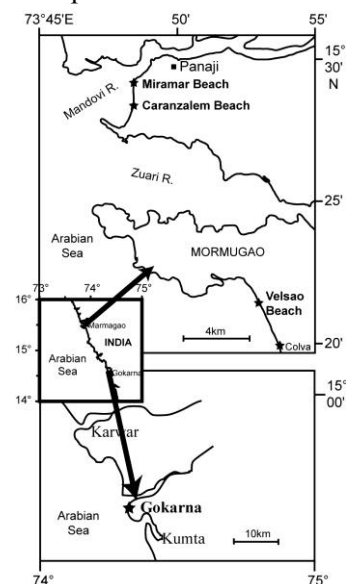 73°45'E
50'
55'
15°
30'
N
Panaji
Miramar Beach
Mandovi R.
Caranzalem Beach
Zuari R.
25'
Arabian
Sea
MORMUGAO
73°
74°
75°
16°
Velsao
Beach
Marmagao
20'
4km
Colva
15°
INDIA
Arabian
Sea
Gokarna
14°
15°
00'
Karwar
Arabian
Sea
Gokarna
Kumta
10km
74°
75°